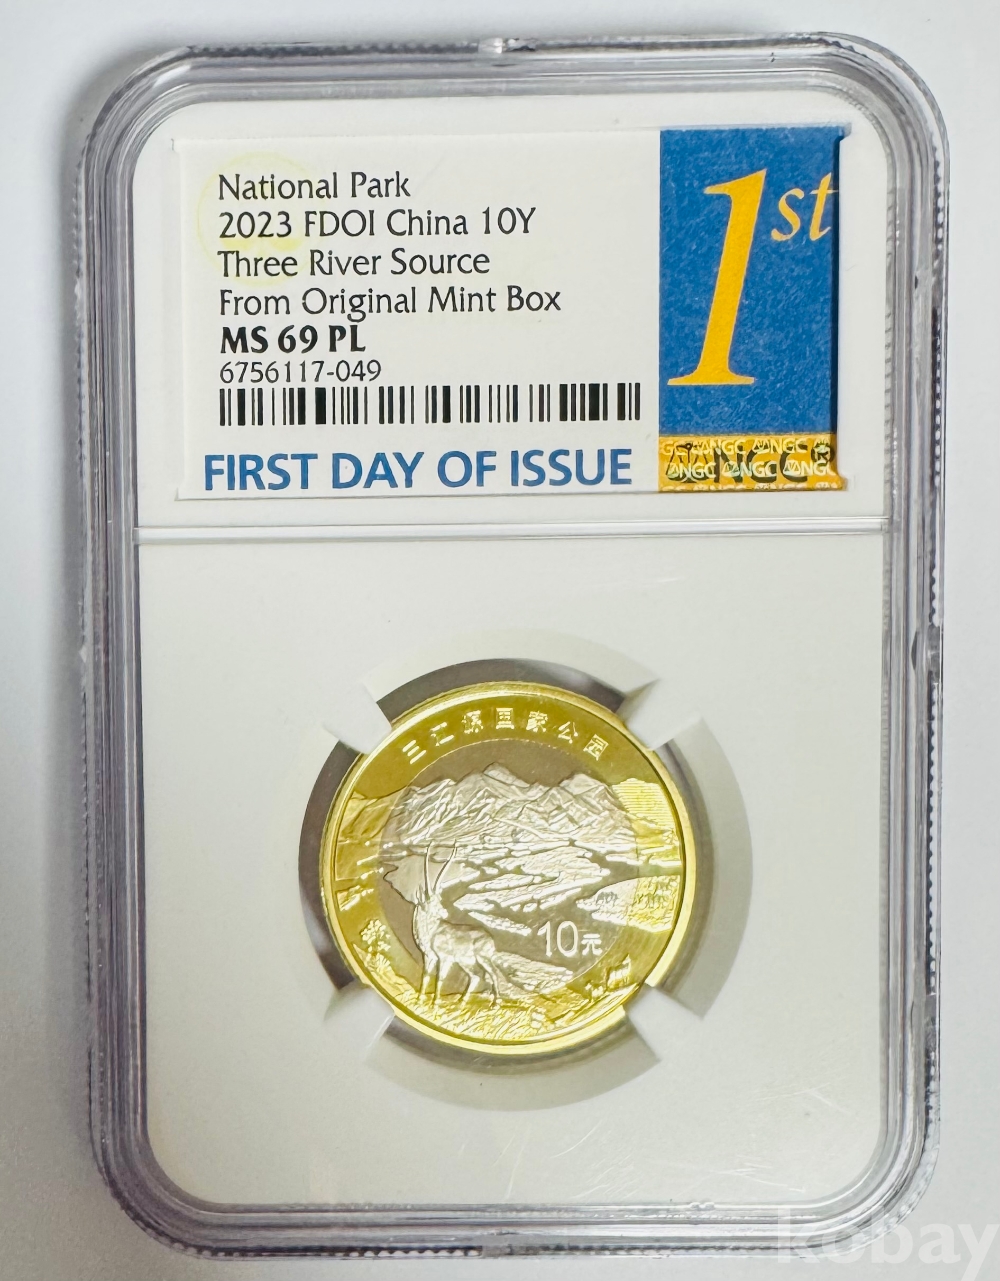 National Park
2023 FDOI China 10Y
Three River Source
From Original Mint Box
MS 69 PL
6756117-049
FIRST DAY OF ISSUE
1st
NGC
三江源国家公园
10元
kobay